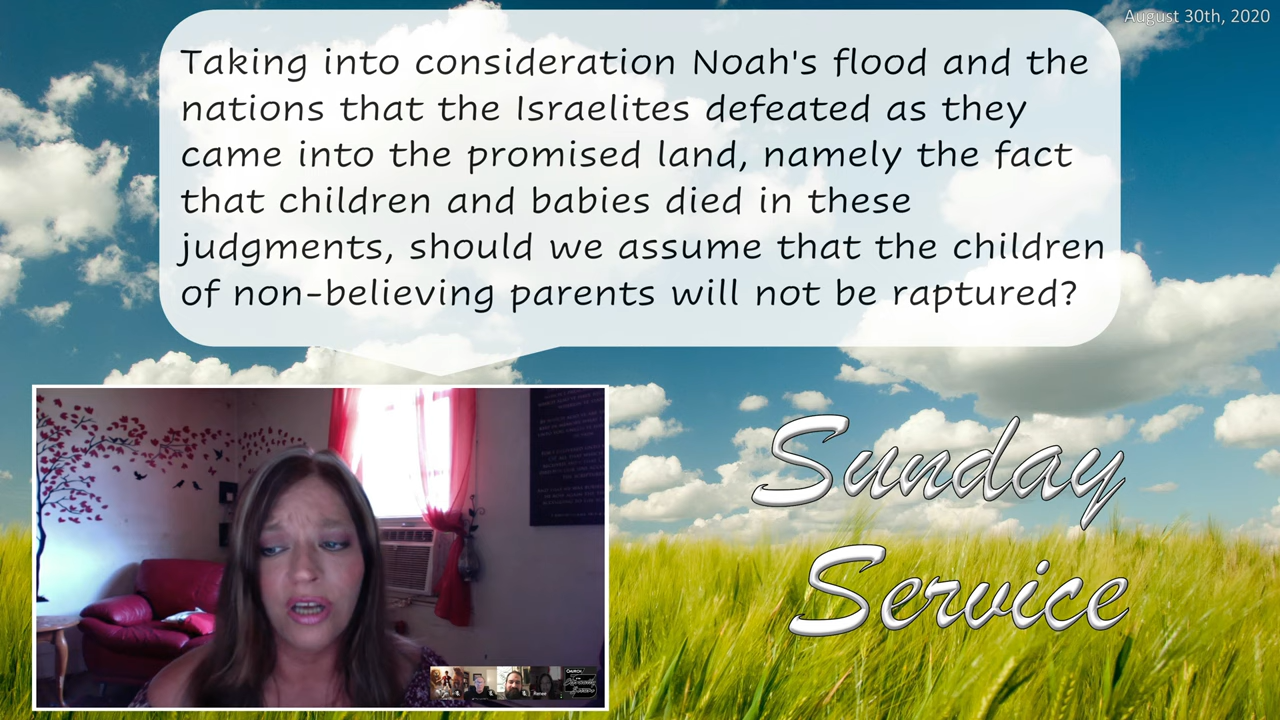 August 30th, 2020
Taking into consideration Noah's flood and the
nations that the Israelites defeated as they
came into the promised land, namely the fact
that children and babies died in these
judgments, should we assume that the children
of non-believing parents will not be raptured?
Sunday
Service
Renee